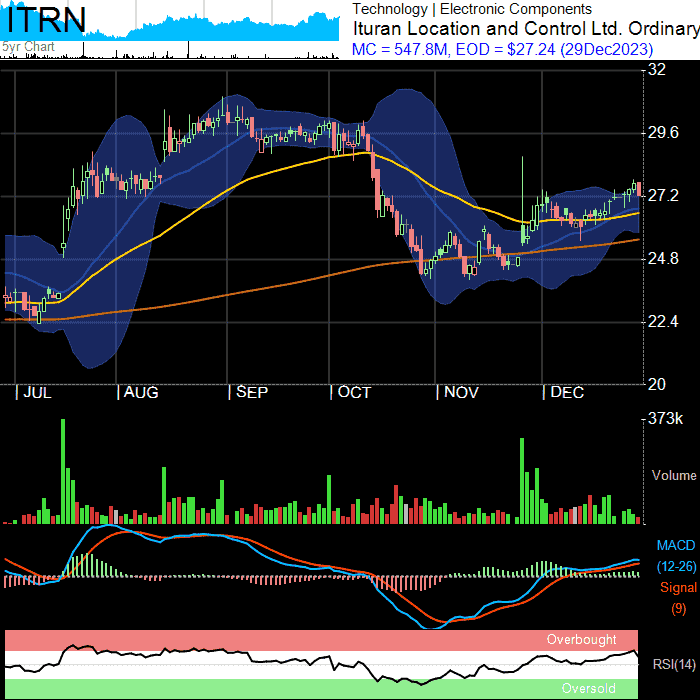 ITRN
5yr Chart
Technology | Electronic Components
Ituran Location and Control Ltd. Ordinary
MC = 547.8M, EOD = $27.24 (29Dec2023)
32
29.6
27.2
24.8
22.4
20
| JUL | AUG | SEP | OCT | NOV | DEC
373k
Volume
MACD
(12-26)
Signal
(9)
Overbought
RSI(14)
Oversold